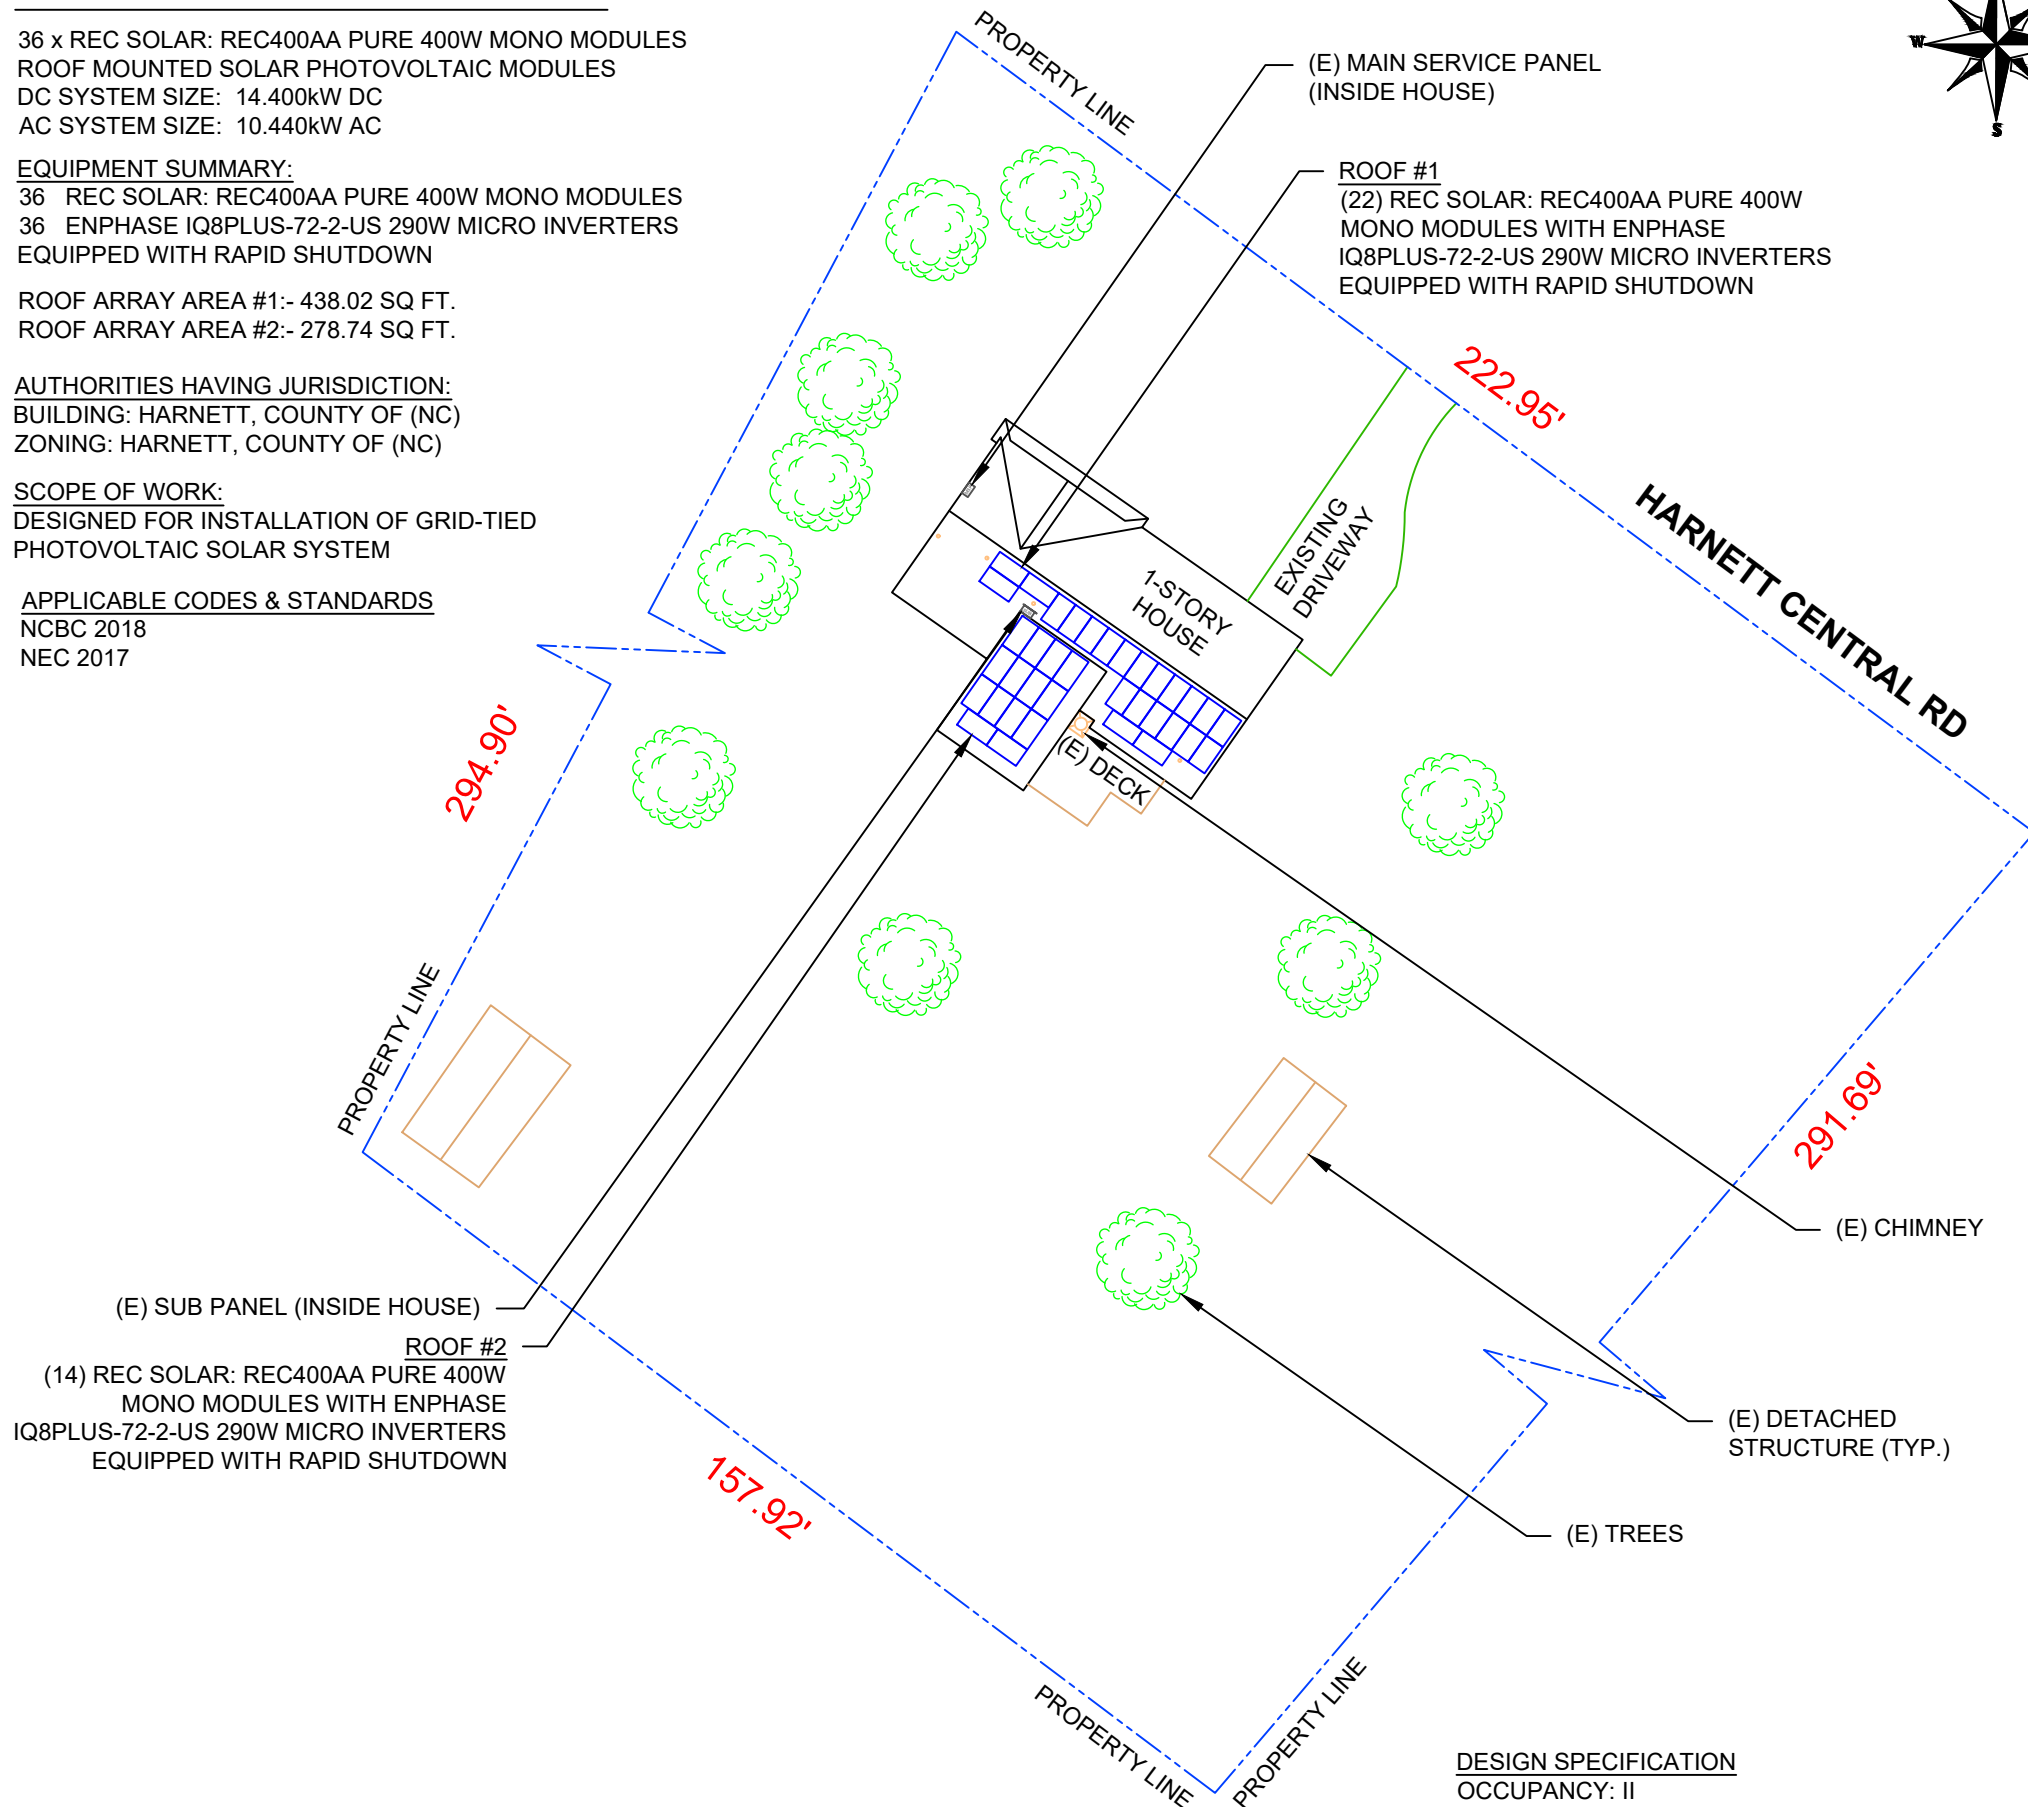 36 x REC SOLAR: REC400AA PURE 400W MONO MODULES
ROOF MOUNTED SOLAR PHOTOVOLTAIC MODULES
DC SYSTEM SIZE: 14.400kW DC
AC SYSTEM SIZE: 10.440kW AC
EQUIPMENT SUMMARY:
36 REC SOLAR: REC400AA PURE 400W MONO MODULES
36 ENPHASE IQ8PLUS-72-2-US 290W MICRO INVERTERS
EQUIPPED WITH RAPID SHUTDOWN
ROOF ARRAY AREA #1:- 438.02 SQ FT.
ROOF ARRAY AREA #2:- 278.74 SQ FT.
AUTHORITIES HAVING JURISDICTION:
BUILDING: HARNETT, COUNTY OF (NC)
ZONING: HARNETT, COUNTY OF (NC)
SCOPE OF WORK:
DESIGNED FOR INSTALLATION OF GRID-TIED
PHOTOVOLTAIC SOLAR SYSTEM
APPLICABLE CODES & STANDARDS
NCBC 2018
NEC 2017
PROPERTY LINE
(E) MAIN SERVICE PANEL
(INSIDE HOUSE)
W
S
ROOF #1
(22) REC SOLAR: REC400AA PURE 400W
MONO MODULES WITH ENPHASE
IQ8PLUS-72-2-US 290W MICRO INVERTERS
EQUIPPED WITH RAPID SHUTDOWN
222.95'
HARNETT CENTRAL RD
EXISTING
DRIVEWAY
1-STORY
HOUSE
(E) DECK
294.90'
PROPERTY LINE
291.69'
(E) CHIMNEY
(E) SUB PANEL (INSIDE HOUSE)
ROOF #2
(14) REC SOLAR: REC400AA PURE 400W
MONO MODULES WITH ENPHASE
IQ8PLUS-72-2-US 290W MICRO INVERTERS
EQUIPPED WITH RAPID SHUTDOWN
(E) DETACHED
STRUCTURE (TYP.)
157.92'
(E) TREES
PROPERTY LINE
PROPERTY LINE
DESIGN SPECIFICATION
OCCUPANCY: II